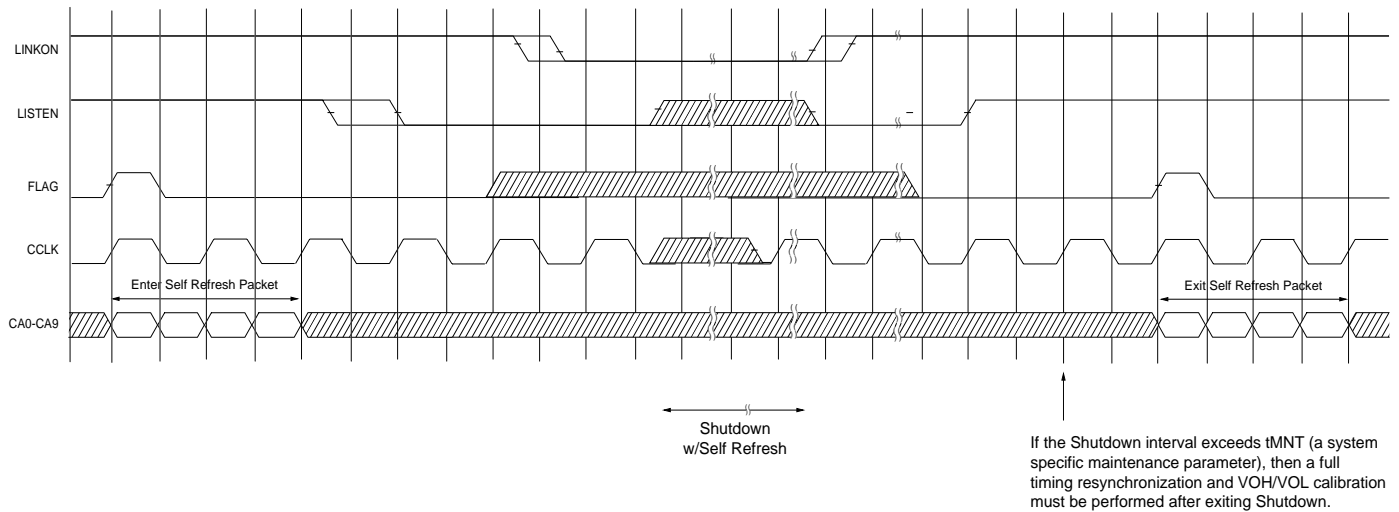 LINKON
LISTEN
FLAG
CCLK
Enter Self Refresh Packet
Exit Self Refresh Packet
CA0-CA9
Shutdown
w/Self Refresh
If the Shutdown interval exceeds tMNT (a system
specific maintenance parameter), then a full
timing resynchronization and VOH/VOL calibration
must be performed after exiting Shutdown.